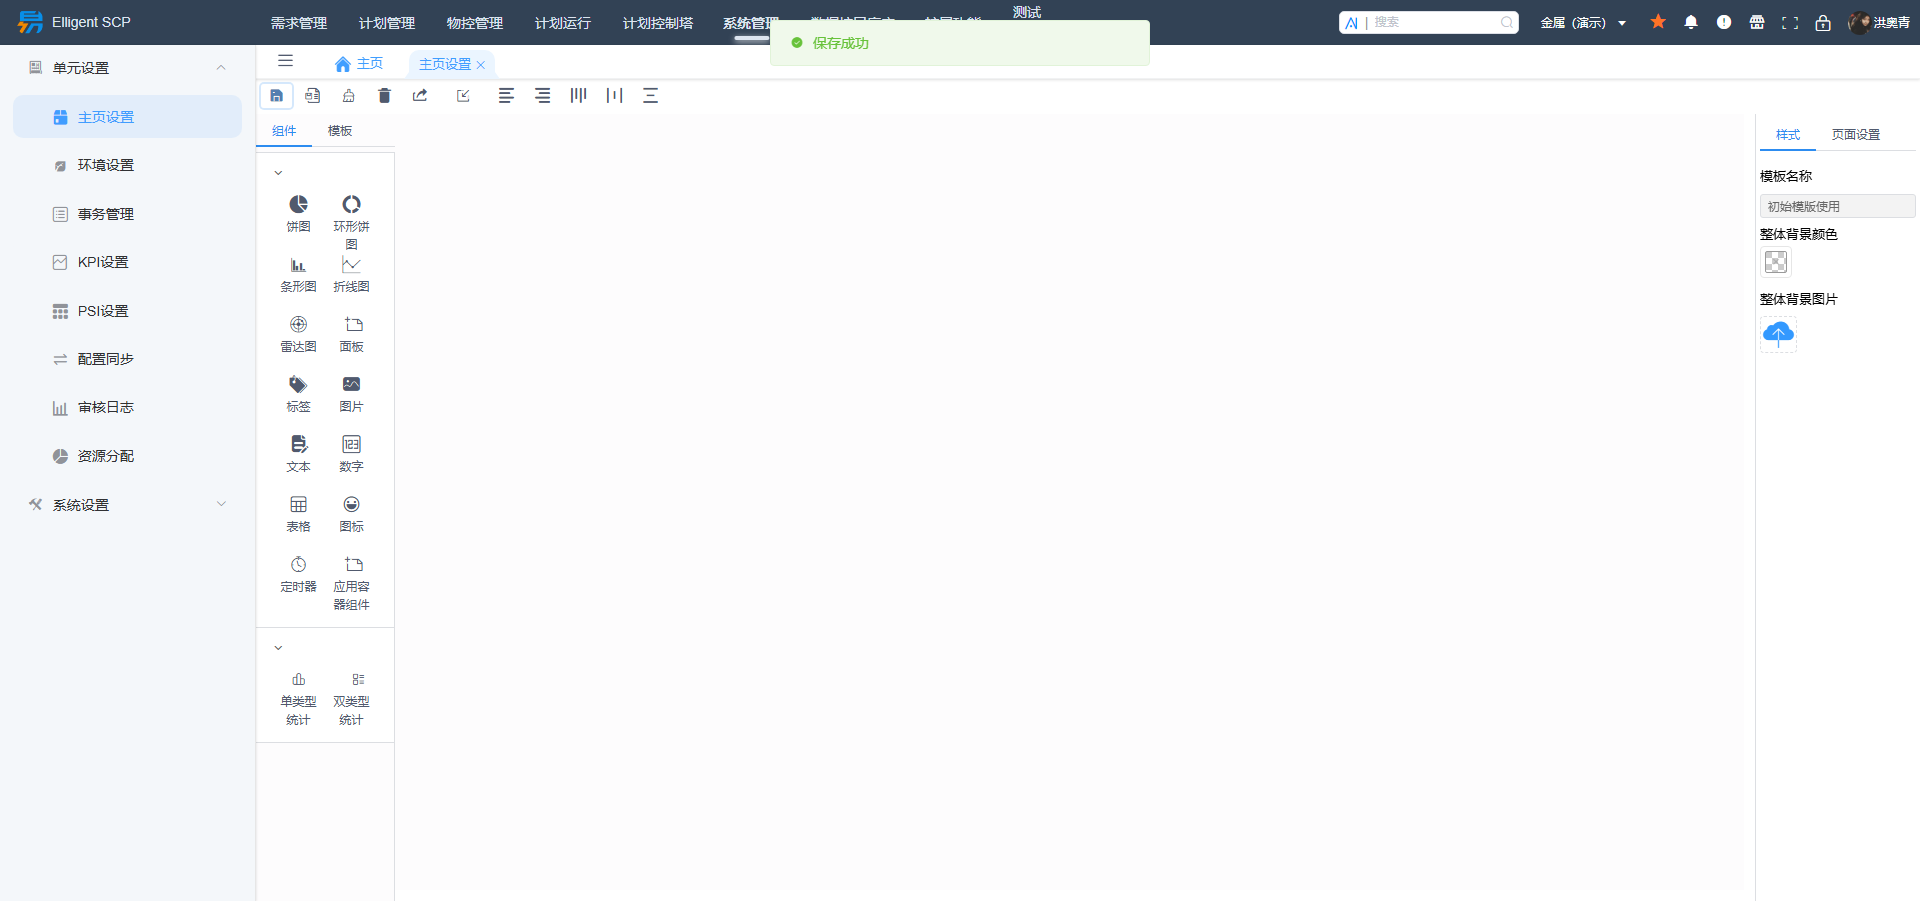 Elligent SCP
需求管理
计划管理
物控管理
计划运行
计划控制塔
系统管理
测试
AI | 搜索
金属（演示）
洪奥青
保存成功
单元设置
主页设置
环境设置
事务管理
KPI设置
PSI设置
配置同步
审核日志
资源分配
系统设置
主页
主页设置
组件
模板
饼图
环形饼
图
条形图
折线图
雷达图
面板
标签
图片
文本
数字
表格
图标
定时器
应用容
器组件
单类型
统计
双类型
统计
样式
页面设置
模板名称
初始模版使用
整体背景颜色
整体背景图片